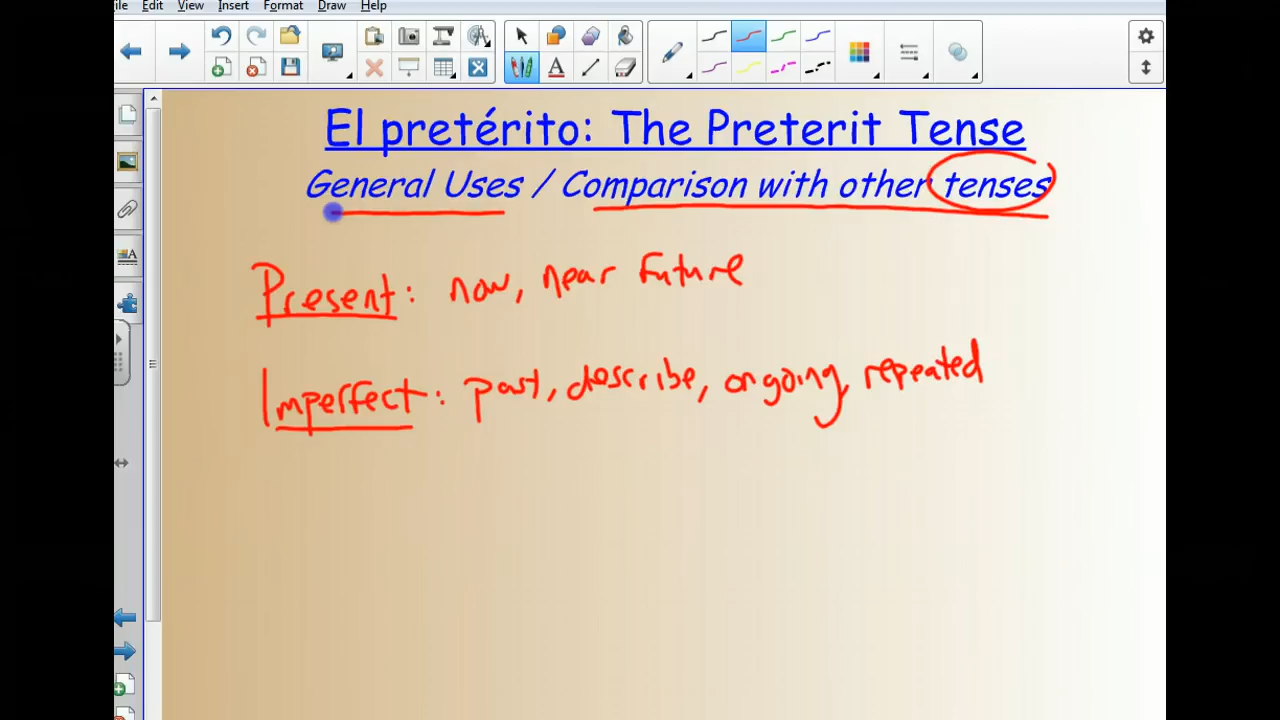 ile Edit View Insert Format Draw Help
El pretérito: The Preterit Tense
General Uses / Comparison with other tenses
Present: now, near future
Imperfect: past, describe, ongoing, repeated